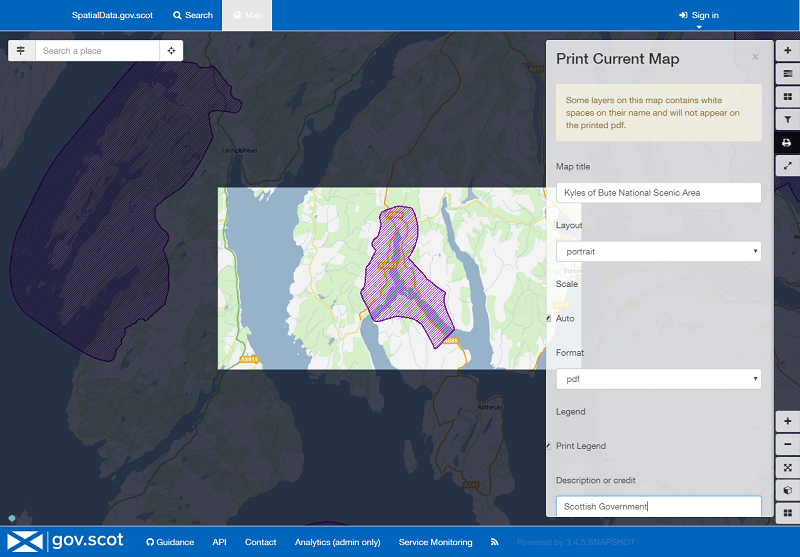 SpatialData.gov.scot
Search
Map
Sign in
Search a place
Print Current Map
×
Some layers on this map contains white
spaces on their name and will not appear on
the printed pdf.
Map title
Kyles of Bute National Scenic Area
Layout
portrait
Scale
Auto
Format
pdf
Legend
Print Legend
Description or credit
Scottish Government
Lochgilphead
Rothesay
A8015
A886
gov.scot
Guidance
API
Contact
Analytics (admin only)
Service Monitoring
Powered by 3.4.5.SNAPSHOT